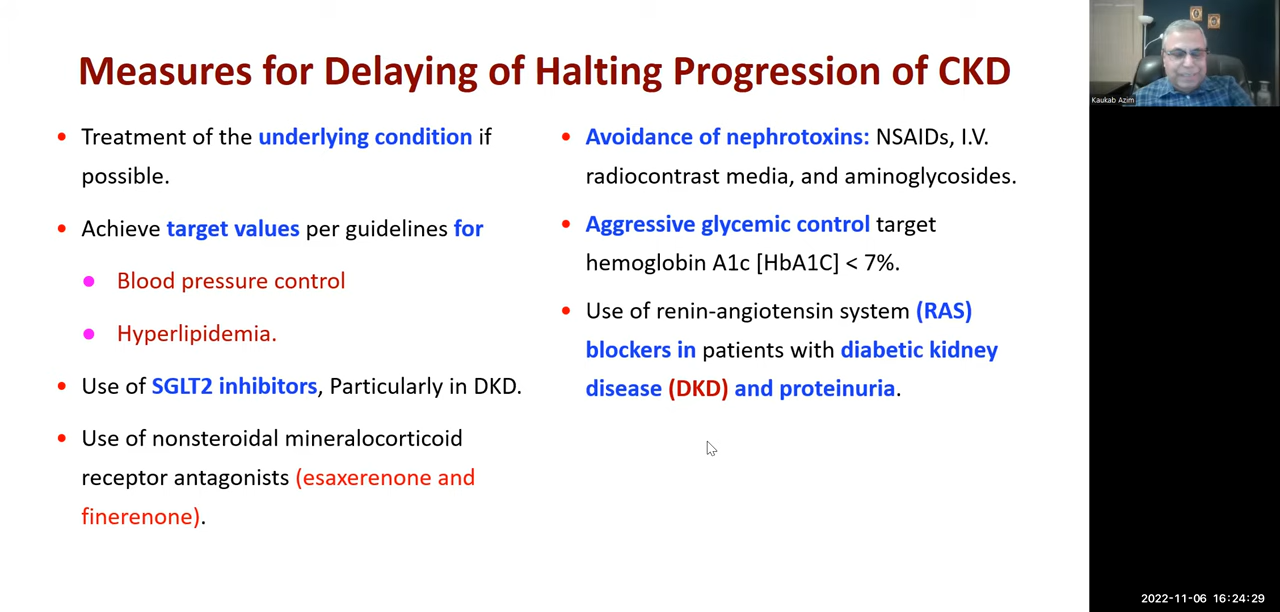 Measures for Delaying of Halting Progression of CKD
Treatment of the underlying condition if
possible.
Achieve target values per guidelines for
Blood pressure control
Hyperlipidemia.
Use of SGLT2 inhibitors, Particularly in DKD.
Use of nonsteroidal mineralocorticoid
receptor antagonists (esaxerenone and
finerenone).
Avoidance of nephrotoxins: NSAIDs, I.V.
radiocontrast media, and aminoglycosides.
Aggressive glycemic control target
hemoglobin A1c [HbA1C] < 7%.
Use of renin-angiotensin system (RAS)
blockers in patients with diabetic kidney
disease (DKD) and proteinuria.
Kaukab Azim
2022-11-06 16:24:29